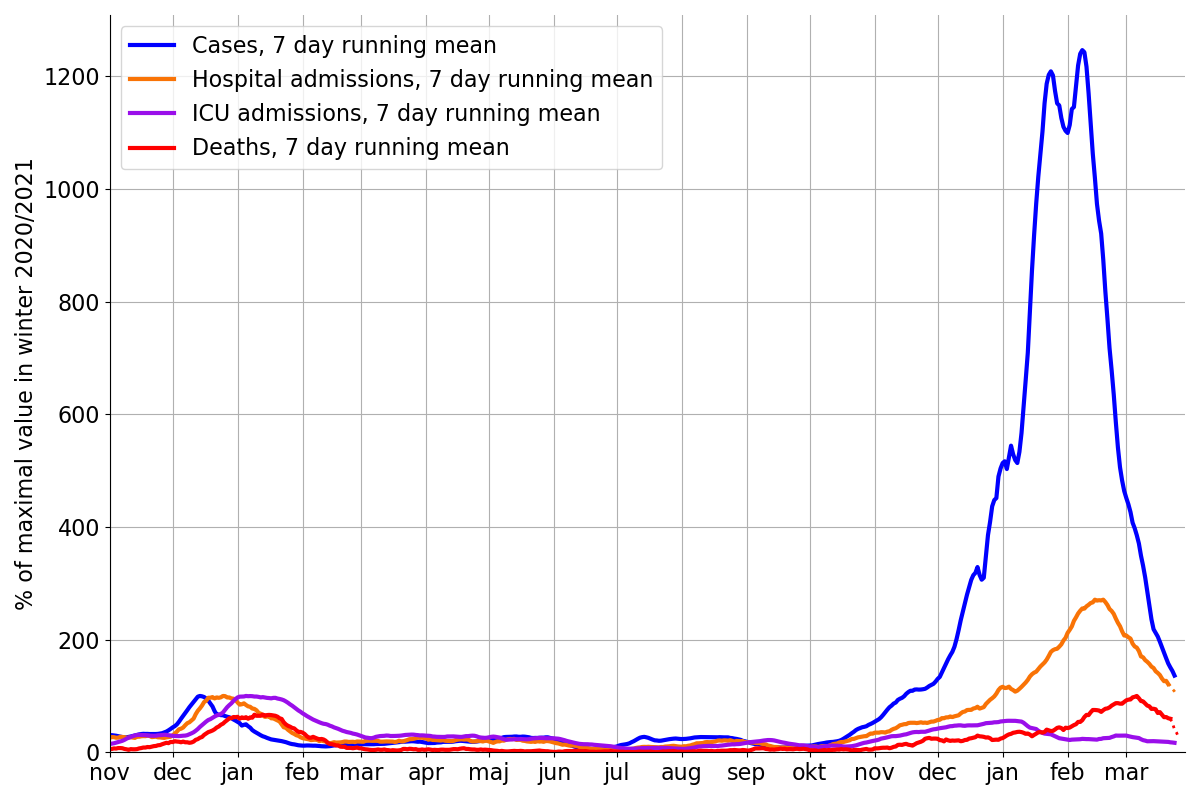 Cases, 7 day running mean
Hospital admissions, 7 day running mean
ICU admissions, 7 day running mean
Deaths, 7 day running mean
% of maximal value in winter 2020/2021
1200
1000
800
600
400
200
0
nov dec jan feb mar apr maj jun jul aug sep okt nov dec jan feb mar